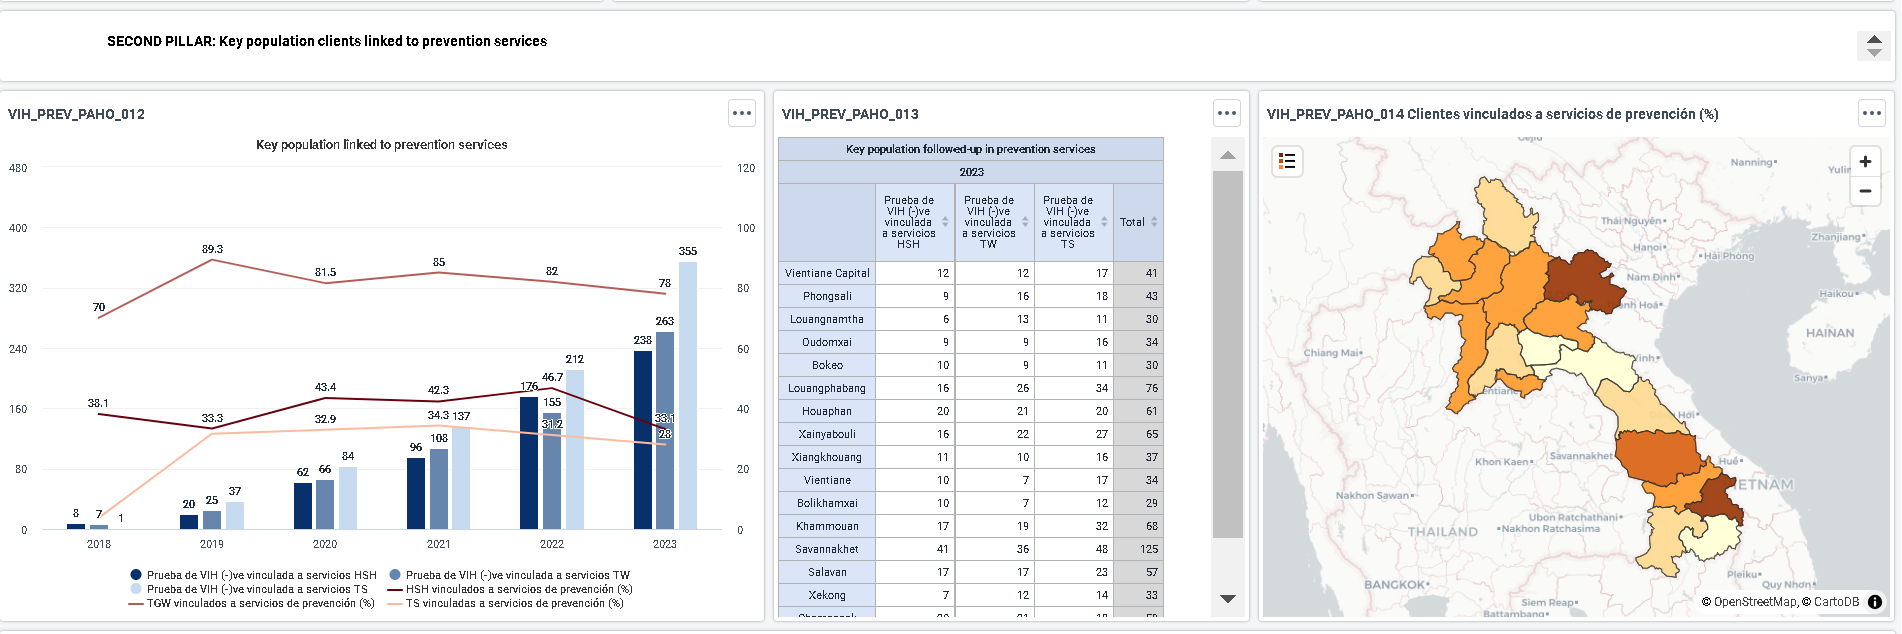 SECOND PILLAR: Key population clients linked to prevention services
VIH_PREV_PAHO_012
Key population linked to prevention services
480
400
320
240
160
80
0
120
100
80
60
40
20
0
70
89.3
81.5
85
82
78
38.1
33.3
43.4
42.3
46.7
33.1
32.9
34.3
31.2
28
8
7
1
20
25
37
62
66
84
96
108
137
176
155
212
238
263
355
2018
2019
2020
2021
2022
2023
Prueba de VIH (-)ve vinculada a servicios HSH
Prueba de VIH (-)ve vinculada a servicios TW
Prueba de VIH (-)ve vinculada a servicios TS
HSH vinculados a servicios de prevención (%)
TGW vinculados a servicios de prevención (%)
TS vinculadas a servicios de prevención (%)
VIH_PREV_PAHO_013
Key population followed-up in prevention services
2023
Prueba de
VIH (-)ve
vinculada
a servicios
HSH
Prueba de
VIH (-)ve
vinculada
a servicios
TW
Prueba de
VIH (-)ve
vinculada
a servicios
TS
Total
Vientiane Capital 12 12 17 41
Phongsali 9 16 18 43
Louangnamtha 6 13 11 30
Oudomxai 9 9 16 34
Bokeo 10 9 11 30
Louangphabang 16 26 34 76
Houaphan 20 21 20 61
Xainyabouli 16 22 27 65
Xiangkhouang 11 10 16 37
Vientiane 10 7 17 34
Bolikhamxai 10 7 12 29
Khammouan 17 19 32 68
Savannakhet 41 36 48 125
Salavan 17 17 23 57
Xekong 7 12 14 33
VIH_PREV_PAHO_014 Clientes vinculados a servicios de prevención (%)
Gejiu
Nanning
Yulin
Thái Nguyên
Hanoi
Hải Phòng
Zhanjiang
Nam Định
Haikou
HAINAN
Chiang Mai
Vinh
Sanya
Khon Kaen
Savannakhet
Huế
Nakhon Sawan
Ubon Ratchathani
Nakhon Ratchasima
THAILAND
BANGKOK
Pleiku
Quy Nhơn
Siem Reap
Battambang
© OpenStreetMap, © CartoDB